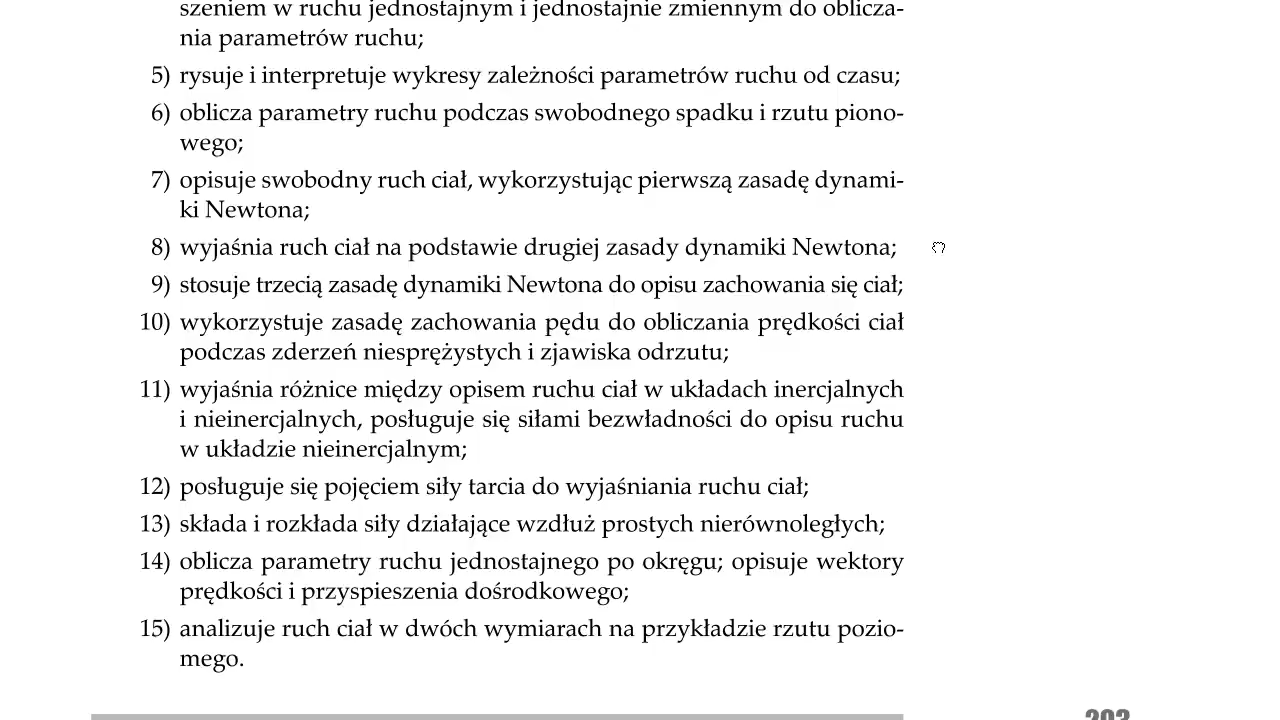 szeniem w ruchu jednostajnym i jednostajnie zmiennym do oblicza-
nia parametrów ruchu;
5) rysuje i interpretuje wykresy zależności parametrów ruchu od czasu;
6) oblicza parametry ruchu podczas swobodnego spadku i rzutu piono-
wego;
7) opisuje swobodny ruch ciał, wykorzystując pierwszą zasadę dynami-
ki Newtona;
8) wyjaśnia ruch ciał na podstawie drugiej zasady dynamiki Newtona;
9) stosuje trzecią zasadę dynamiki Newtona do opisu zachowania się ciał;
10) wykorzystuje zasadę zachowania pędu do obliczania prędkości ciał
podczas zderzeń niesprężystych i zjawiska odrzutu;
11) wyjaśnia różnice między opisem ruchu ciał w układach inercjalnych
i nieinercjalnych, posługuje się siłami bezwładności do opisu ruchu
w układzie nieinercjalnym;
12) posługuje się pojęciem siły tarcia do wyjaśniania ruchu ciał;
13) składa i rozkłada siły działające wzdłuż prostych nierównoległych;
14) oblicza parametry ruchu jednostajnego po okręgu; opisuje wektory
prędkości i przyspieszenia dośrodkowego;
15) analizuje ruch ciał w dwóch wymiarach na przykładzie rzutu pozio-
mego.
203